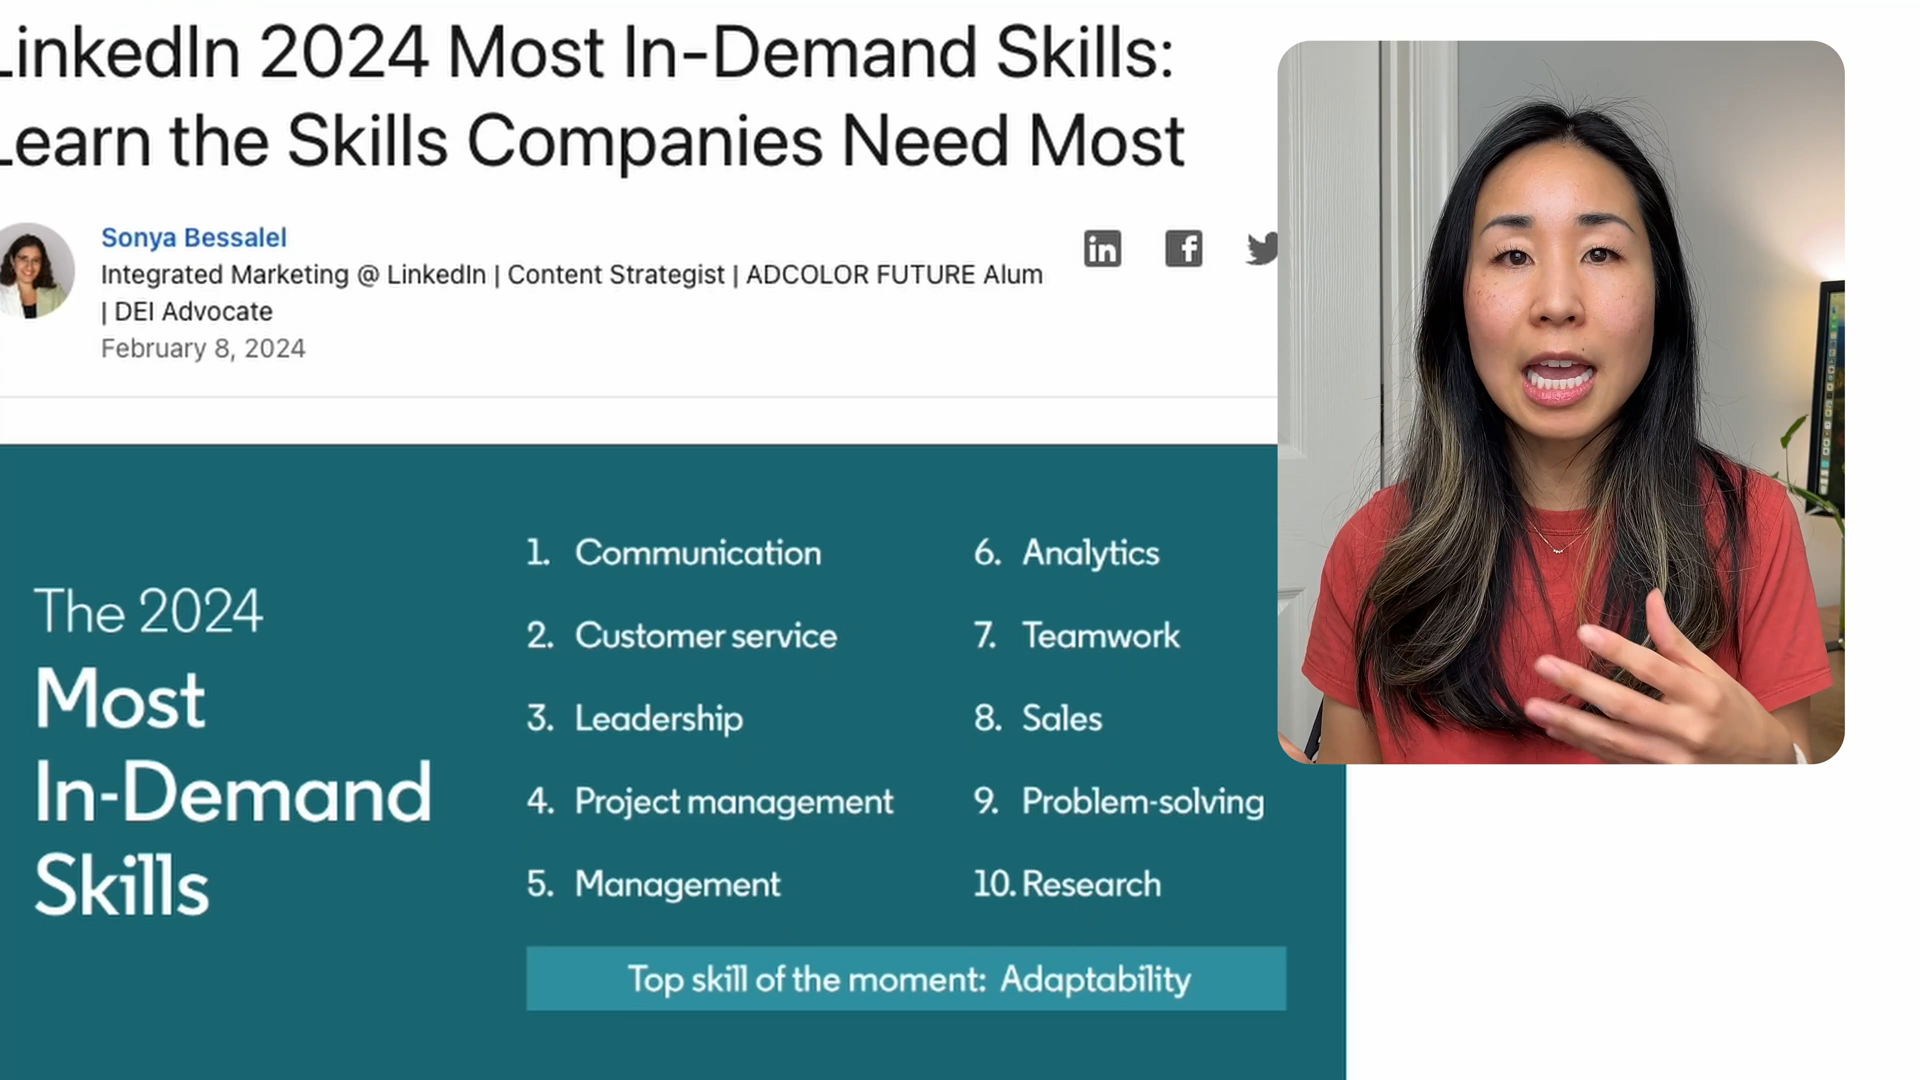 LinkedIn 2024 Most In-Demand Skills:
Learn the Skills Companies Need Most
Sonya Bessalel
Integrated Marketing @ LinkedIn | Content Strategist | ADCOLOR FUTURE Alum
| DEI Advocate
February 8, 2024
in f
The 2024
Most
In-Demand
Skills
1. Communication
2. Customer service
3. Leadership
4. Project management
5. Management
6. Analytics
7. Teamwork
8. Sales
9. Problem-solving
10. Research
Top skill of the moment: Adaptability